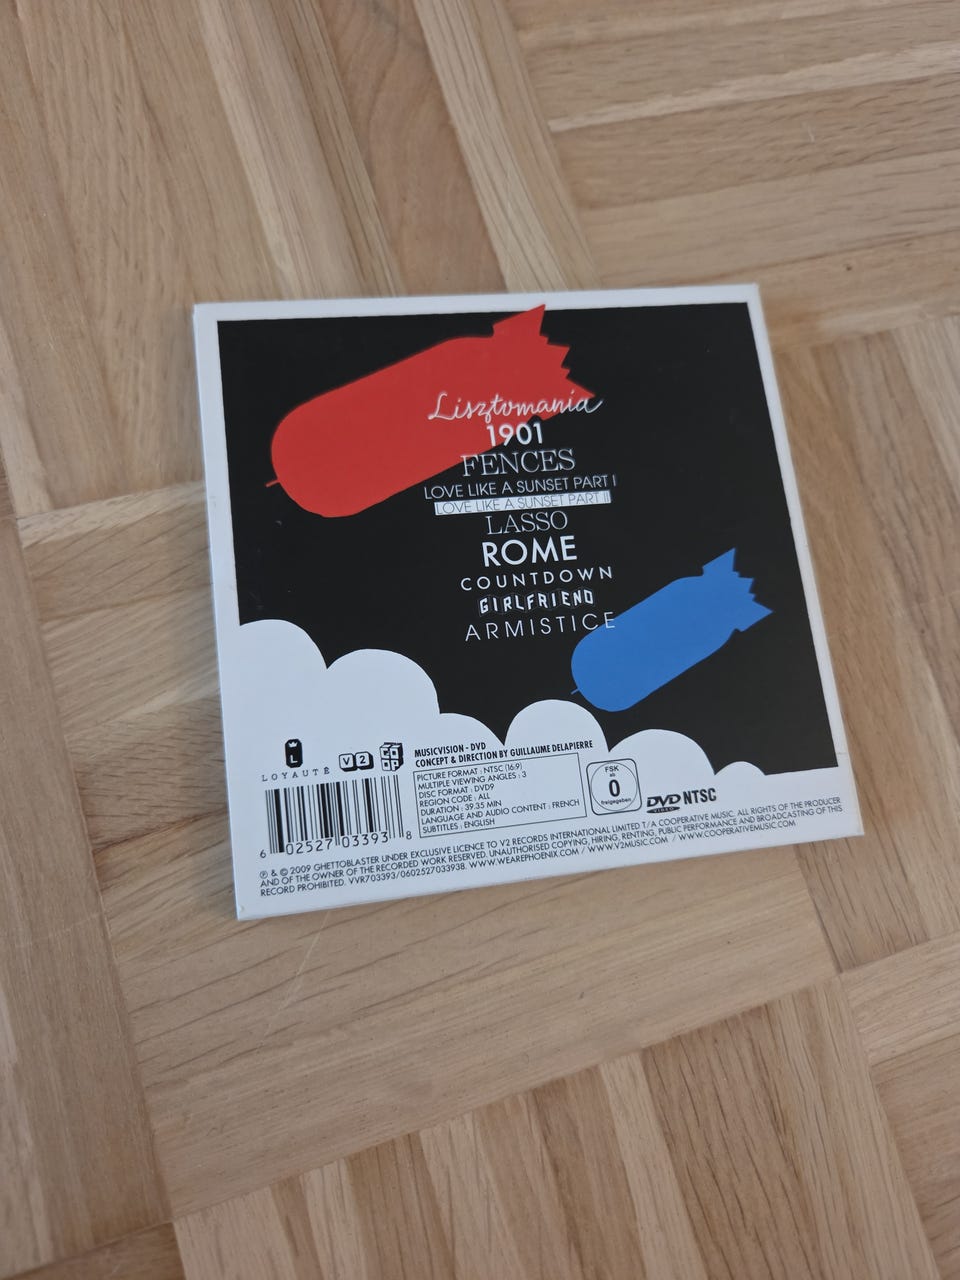 Lisztomania
1901
FENCES
LOVE LIKE A SUNSET PART I
LOVE LIKE A SUNSET PART II
LASSO
ROME
COUNTDOWN
GIRLFRIEND
ARMISTICE
L
LOYAUTÉ
V2
CO
OP
MUSICVISION - DVD
CONCEPT & DIRECTION BY GUILLAUME DELAPIERRE
PICTURE FORMAT : NTSC (16:9)
MULTIPLE VIEWING ANGLES : 3
DISC FORMAT : DVD9
REGION CODE : ALL
DURATION : 39.35 MIN
LANGUAGE AND AUDIO CONTENT : FRENCH
SUBTITLES : ENGLISH
FSK
ab
0
freigegeben
DVD NTSC
VIDEO
6 02527 03393 8
℗ & © 2009 GHETTOBLASTER UNDER EXCLUSIVE LICENCE TO V2 RECORDS INTERNATIONAL LIMITED T/A COOPERATIVE MUSIC. ALL RIGHTS OF THE PRODUCER
AND OF THE OWNER OF THE RECORDED WORK RESERVED. UNAUTHORISED COPYING, HIRING, RENTING, PUBLIC PERFORMANCE AND BROADCASTING OF THIS
RECORD PROHIBITED. VVR703393/0602527033938. WWW.WEAREPHOENIX.COM / WWW.V2MUSIC.COM / WWW.COOPERATIVEMUSIC.COM